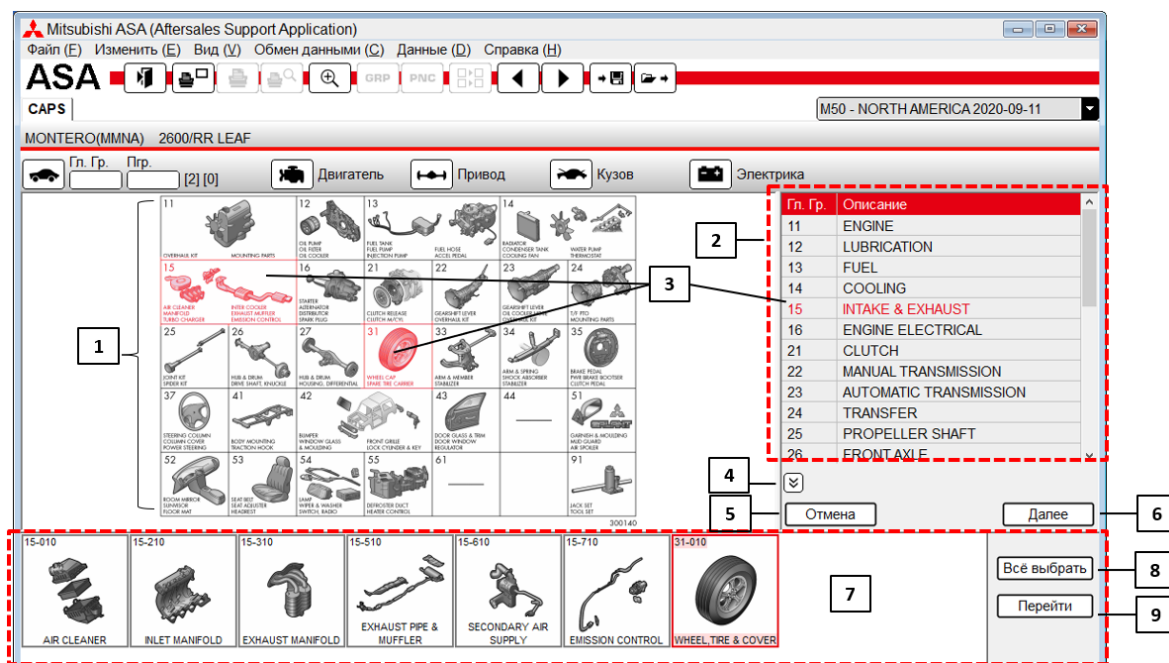 Mitsubishi ASA (Aftersales Support Application)
Файл (F) Изменить (E) Вид (V) Обмен данными (C) Данные (D) Справка (H)
ASA
GRP PNC
CAPS
M50 - NORTH AMERICA 2020-09-11
MONTERO(MMNA) 2600/RR LEAF
Гл. Гр. Пгр.
[2] [0]
Двигатель Привод Кузов Электрика
11
OVERHAUL KIT MOUNTING PARTS
12
OIL PUMP
OIL FILTER
OIL COOLER
13
FUEL TANK
FUEL PUMP FUEL HOSE
INJECTION PUMP ACCEL PEDAL
14
RADIATOR
CONDENSER TANK WATER PUMP
COOLING FAN THERMOSTAT
15
AIR CLEANER INTER COOLER
MANIFOLD EXHAUST MUFFLER
TURBO CHARGER EMISSION CONTROL
16
STARTER
ALTERNATOR
DISTRIBUTOR
SPARK PLUG
21
CLUTCH RELEASE
CLUTCH M/CYL
22
GEARSHIFT LEVER
OVERHAUL KIT
23
GEARSHIFT LEVER
OIL COOLER
OVERHAUL KIT
24
T/F PTO
MOUNTING PARTS
25
JOINT KIT
SPIDER KIT
26
HUB & DRUM
DRIVE SHAFT, KNUCKLE
27
HUB & DRUM
HOUSING, DIFFERENTIAL
31
WHEEL CAP
SPARE TIRE CARRIER
33
ARM & MEMBER
STABILIZER
34
ARM & SPRING
SHOCK ABSORBER
STABILIZER
35
BRAKE PEDAL
PWR BRAKE BOOTSER
CLUTCH PEDAL
37
STEERING COLUMN
COLUMN COVER
POWER STEERING
41
BODY MOUNTING
TRACTION HOOK
42
BUMPER
WINDOW GLASS FRONT GRILLE
& MOULDING LOCK CYLINDER & KEY
43
DOOR GLASS & TRIM
DOOR WINDOW
REGULATOR
44
51
GARNISH & MOULDING
MUD GUARD
AIR SPOILER
52
ROOM MIRROR
SUNVISOR
FLOOR MAT
53
SEAT BELT
SEAT ADJUSTER
HEADREST
54
LAMP
WIPER & WASHER
SWITCH, RADIO
55
DEFROSTER DUCT
HEATER CONTROL
61
91
JACK SET
TOOL SET
300140
Гл. Гр. Описание
11 ENGINE
12 LUBRICATION
13 FUEL
14 COOLING
15 INTAKE & EXHAUST
16 ENGINE ELECTRICAL
21 CLUTCH
22 MANUAL TRANSMISSION
23 AUTOMATIC TRANSMISSION
24 TRANSFER
25 PROPELLER SHAFT
26 FRONT AXLE
Отмена Далее
15-010
AIR CLEANER
15-210
INLET MANIFOLD
15-310
EXHAUST MANIFOLD
15-510
EXHAUST PIPE &
MUFFLER
15-610
SECONDARY AIR
SUPPLY
15-710
EMISSION CONTROL
31-010
WHEEL,TIRE & COVER
Всё выбрать
Перейти
1
2
3
4
5
6
7
8
9